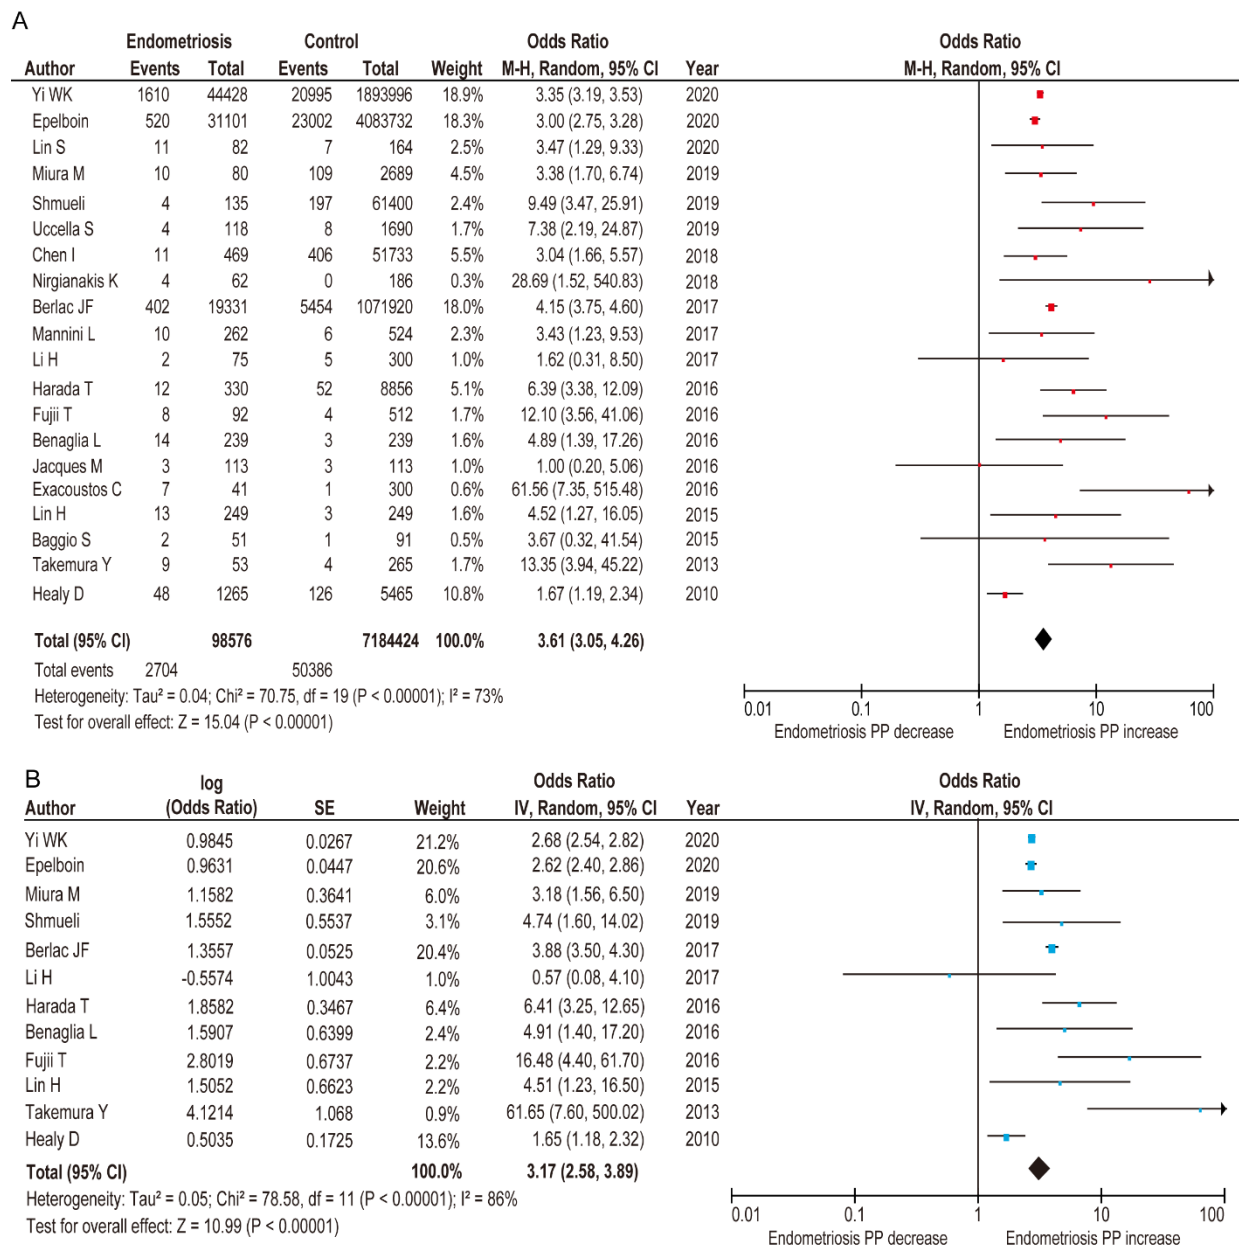 A
Endometriosis Control Odds Ratio Odds Ratio
Author Events Total Events Total Weight M-H, Random, 95% CI Year M-H, Random, 95% CI
Yi WK 1610 44428 20995 1893996 18.9% 3.35 (3.19, 3.53) 2020
Epelboin 520 31101 23002 4083732 18.3% 3.00 (2.75, 3.28) 2020
Lin S 11 82 7 164 2.5% 3.47 (1.29, 9.33) 2020
Miura M 10 80 109 2689 4.5% 3.38 (1.70, 6.74) 2019
Shmueli 4 135 197 61400 2.4% 9.49 (3.47, 25.91) 2019
Uccella S 4 118 8 1690 1.7% 7.38 (2.19, 24.87) 2019
Chen I 11 469 406 51733 5.5% 3.04 (1.66, 5.57) 2018
Nirgianakis K 4 62 0 186 0.3% 28.69 (1.52, 540.83) 2018
Berlac JF 402 19331 5454 1071920 18.0% 4.15 (3.75, 4.60) 2017
Mannini L 10 262 6 524 2.3% 3.43 (1.23, 9.53) 2017
Li H 2 75 5 300 1.0% 1.62 (0.31, 8.50) 2017
Harada T 12 330 52 8856 5.1% 6.39 (3.38, 12.09) 2016
Fujii T 8 92 4 512 1.7% 12.10 (3.56, 41.06) 2016
Benaglia L 14 239 3 239 1.6% 4.89 (1.39, 17.26) 2016
Jacques M 3 113 3 113 1.0% 1.00 (0.20, 5.06) 2016
Exacoustos C 7 41 1 300 0.6% 61.56 (7.35, 515.48) 2016
Lin H 13 249 3 249 1.6% 4.52 (1.27, 16.05) 2015
Baggio S 2 51 1 91 0.5% 3.67 (0.32, 41.54) 2015
Takemura Y 9 53 4 265 1.7% 13.35 (3.94, 45.22) 2013
Healy D 48 1265 126 5465 10.8% 1.67 (1.19, 2.34) 2010
Total (95% CI) 98576 7184424 100.0% 3.61 (3.05, 4.26)
Total events 2704 50386
Heterogeneity: Tau² = 0.04; Chi² = 70.75, df = 19 (P < 0.00001); I² = 73%
Test for overall effect: Z = 15.04 (P < 0.00001)
0.01 0.1 1 10 100
Endometriosis PP decrease Endometriosis PP increase
B
log Odds Ratio Odds Ratio
Author (Odds Ratio) SE Weight IV, Random, 95% CI Year IV, Random, 95% CI
Yi WK 0.9845 0.0267 21.2% 2.68 (2.54, 2.82) 2020
Epelboin 0.9631 0.0447 20.6% 2.62 (2.40, 2.86) 2020
Miura M 1.1582 0.3641 6.0% 3.18 (1.56, 6.50) 2019
Shmueli 1.5552 0.5537 3.1% 4.74 (1.60, 14.02) 2019
Berlac JF 1.3557 0.0525 20.4% 3.88 (3.50, 4.30) 2017
Li H -0.5574 1.0043 1.0% 0.57 (0.08, 4.10) 2017
Harada T 1.8582 0.3467 6.4% 6.41 (3.25, 12.65) 2016
Benaglia L 1.5907 0.6399 2.4% 4.91 (1.40, 17.20) 2016
Fujii T 2.8019 0.6737 2.2% 16.48 (4.40, 61.70) 2016
Lin H 1.5052 0.6623 2.2% 4.51 (1.23, 16.50) 2015
Takemura Y 4.1214 1.068 0.9% 61.65 (7.60, 500.02) 2013
Healy D 0.5035 0.1725 13.6% 1.65 (1.18, 2.32) 2010
Total (95% CI) 100.0% 3.17 (2.58, 3.89)
Heterogeneity: Tau² = 0.05; Chi² = 78.58, df = 11 (P < 0.00001); I² = 86%
Test for overall effect: Z = 10.99 (P < 0.00001)
0.01 0.1 1 10 100
Endometriosis PP decrease Endometriosis PP increase